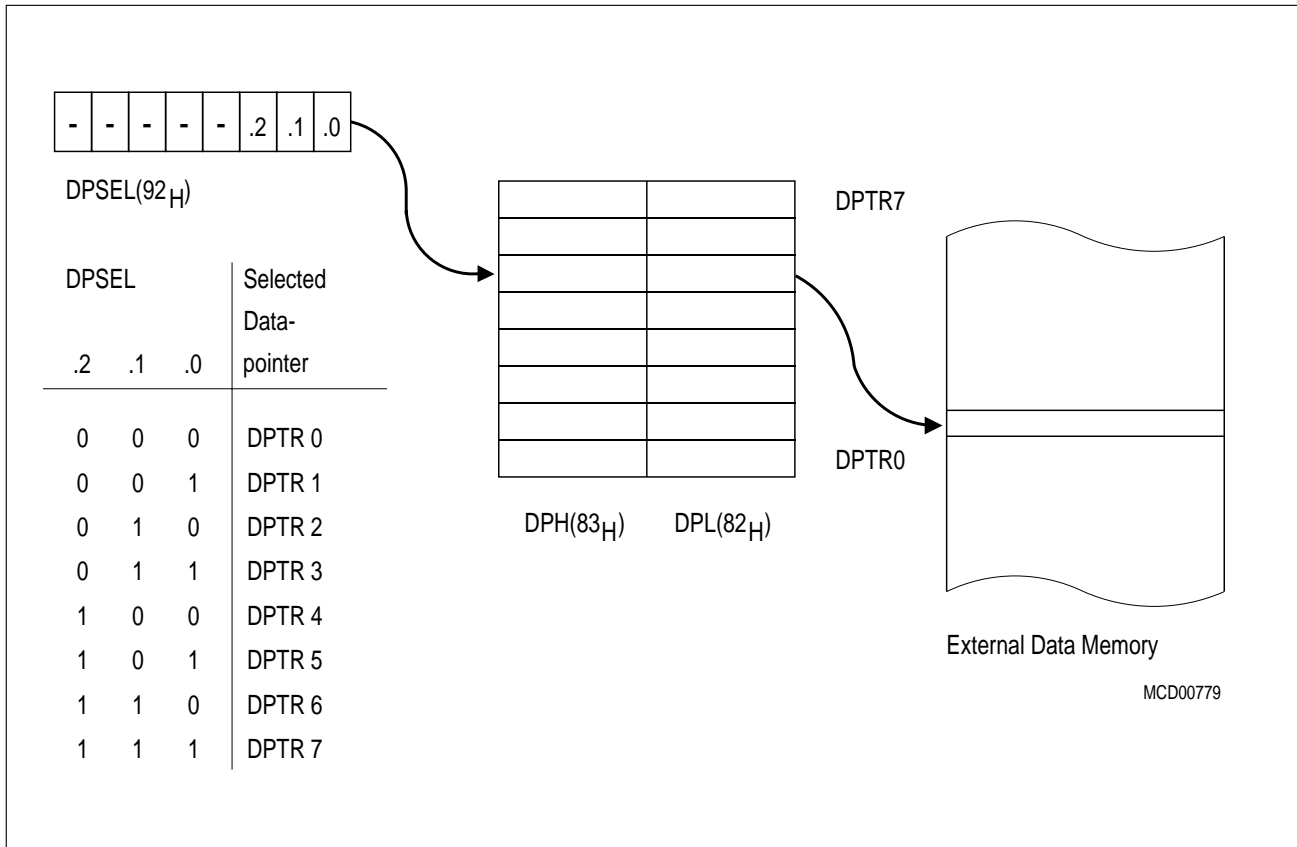 - - - - - .2 .1 .0
DPSEL(92H)
DPSEL Selected
Data-
.2 .1 .0 pointer
0 0 0 DPTR 0
0 0 1 DPTR 1
0 1 0 DPTR 2
0 1 1 DPTR 3
1 0 0 DPTR 4
1 0 1 DPTR 5
1 1 0 DPTR 6
1 1 1 DPTR 7
DPTR7
DPTR0
DPH(83H) DPL(82H)
External Data Memory
MCD00779